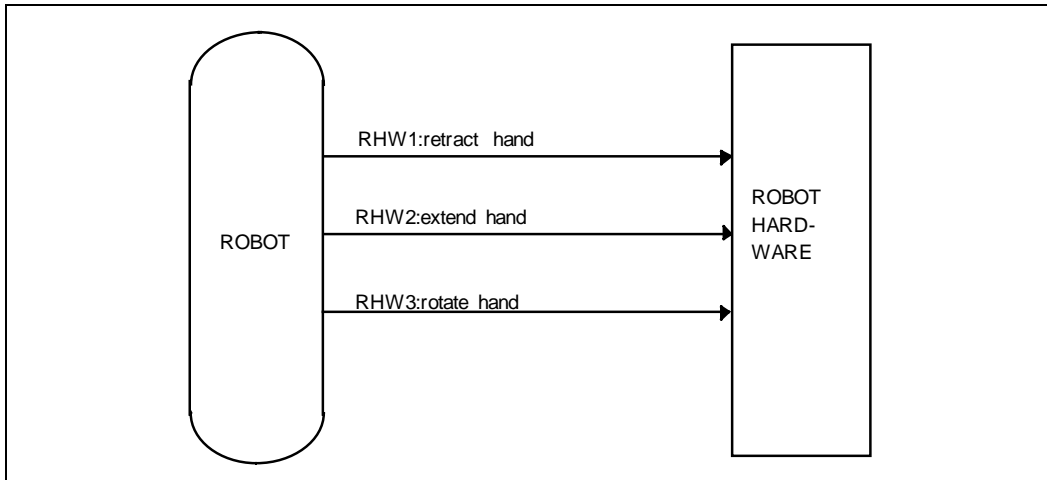 RHW1:retract hand
RHW2:extend hand
ROBOT
RHW3:rotate hand
ROBOT
HARD-
WARE